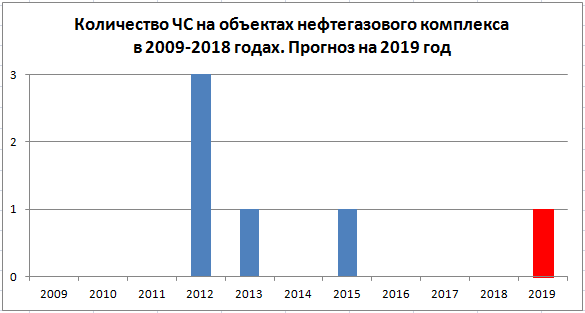 Количество ЧС на объектах нефтегазового комплекса
в 2009-2018 годах. Прогноз на 2019 год
3
2
1
0
2009 2010 2011 2012 2013 2014 2015 2016 2017 2018 2019